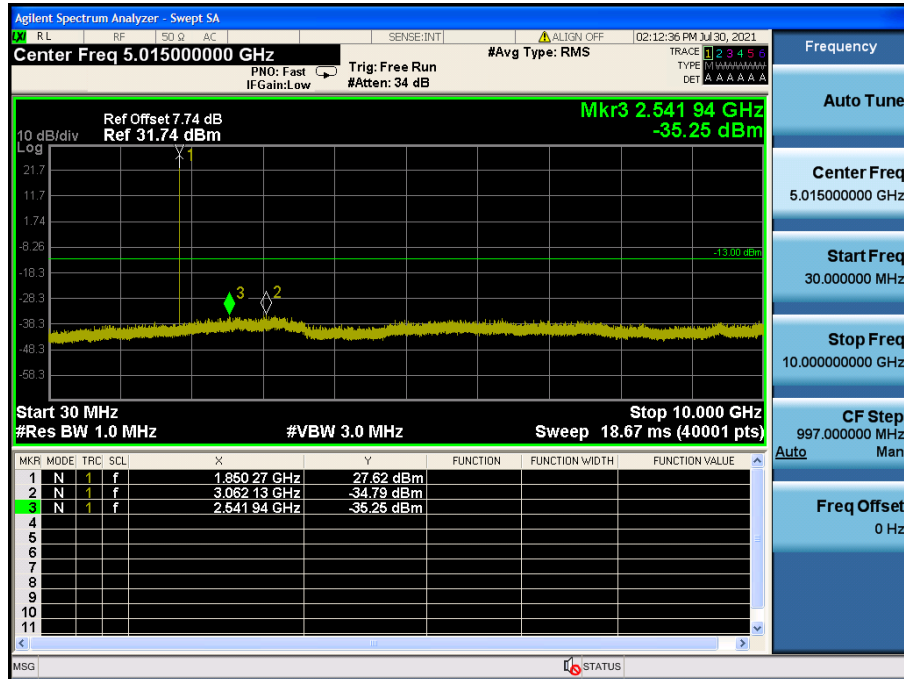 Agilent Spectrum Analyzer - Swept SA
LXI RL RF 50 Ω AC SENSE:INT ALIGN OFF 02:12:36 PM Jul 30, 2021
Center Freq 5.015000000 GHz
PNO: Fast
IFGain:Low
Trig: Free Run
#Atten: 34 dB
#Avg Type: RMS
TRACE 1 2 3 4 5 6
TYPE M WWWWW
DET A A A A A A
Mkr3 2.541 94 GHz
-35.25 dBm
Ref Offset 7.74 dB
10 dB/div Ref 31.74 dBm
Log
1
21.7
11.7
1.74
-8.26
-13.00 dBm
-18.3
-28.3
3 2
-38.3
-48.3
-58.3
Start 30 MHz Stop 10.000 GHz
#Res BW 1.0 MHz #VBW 3.0 MHz Sweep 18.67 ms (40001 pts)
MKR MODE TRC SCL X Y FUNCTION FUNCTION WIDTH FUNCTION VALUE
1 N 1 f 1.850 27 GHz 27.62 dBm
2 N 1 f 3.062 13 GHz -34.79 dBm
3 N 1 f 2.541 94 GHz -35.25 dBm
4
5
6
7
8
9
10
11
MSG STATUS
Frequency
Auto Tune
Center Freq
5.015000000 GHz
Start Freq
30.000000 MHz
Stop Freq
10.000000000 GHz
CF Step
997.000000 MHz
Auto Man
Freq Offset
0 Hz